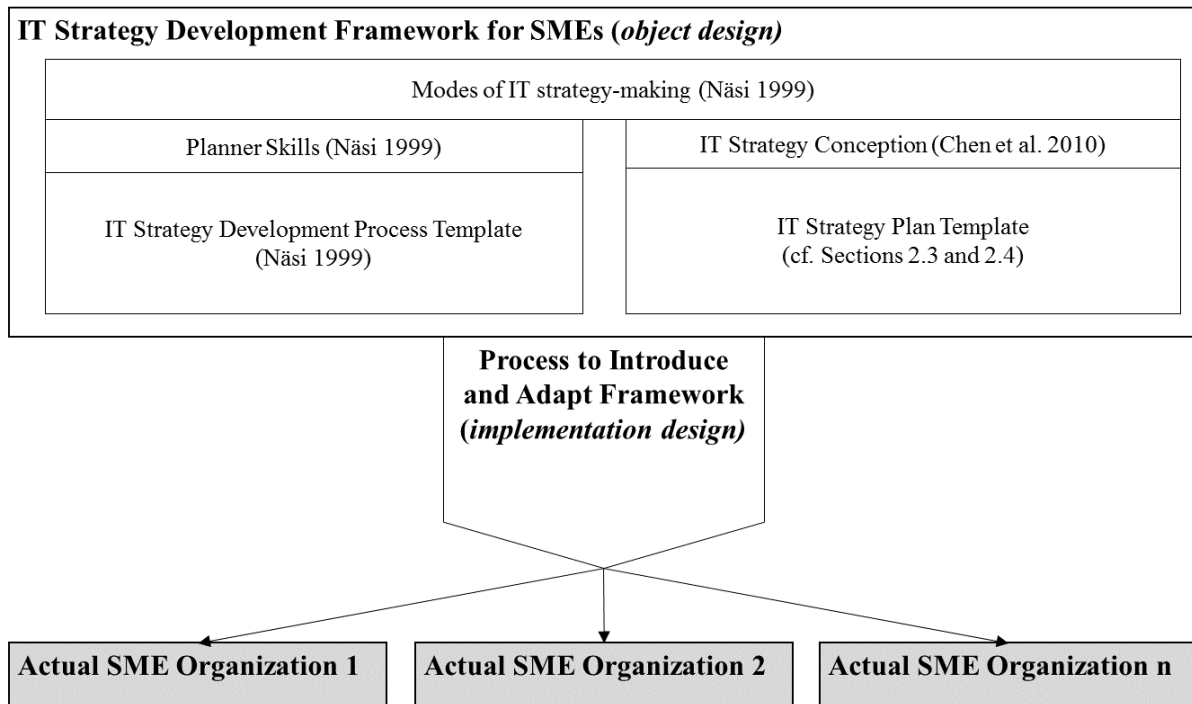 IT Strategy Development Framework for SMEs (object design)
Modes of IT strategy-making (Näsi 1999)
Planner Skills (Näsi 1999)
IT Strategy Development Process Template
(Näsi 1999)
IT Strategy Conception (Chen et al. 2010)
IT Strategy Plan Template
(cf. Sections 2.3 and 2.4)
Process to Introduce
and Adapt Framework
(implementation design)
Actual SME Organization 1
Actual SME Organization 2
Actual SME Organization n